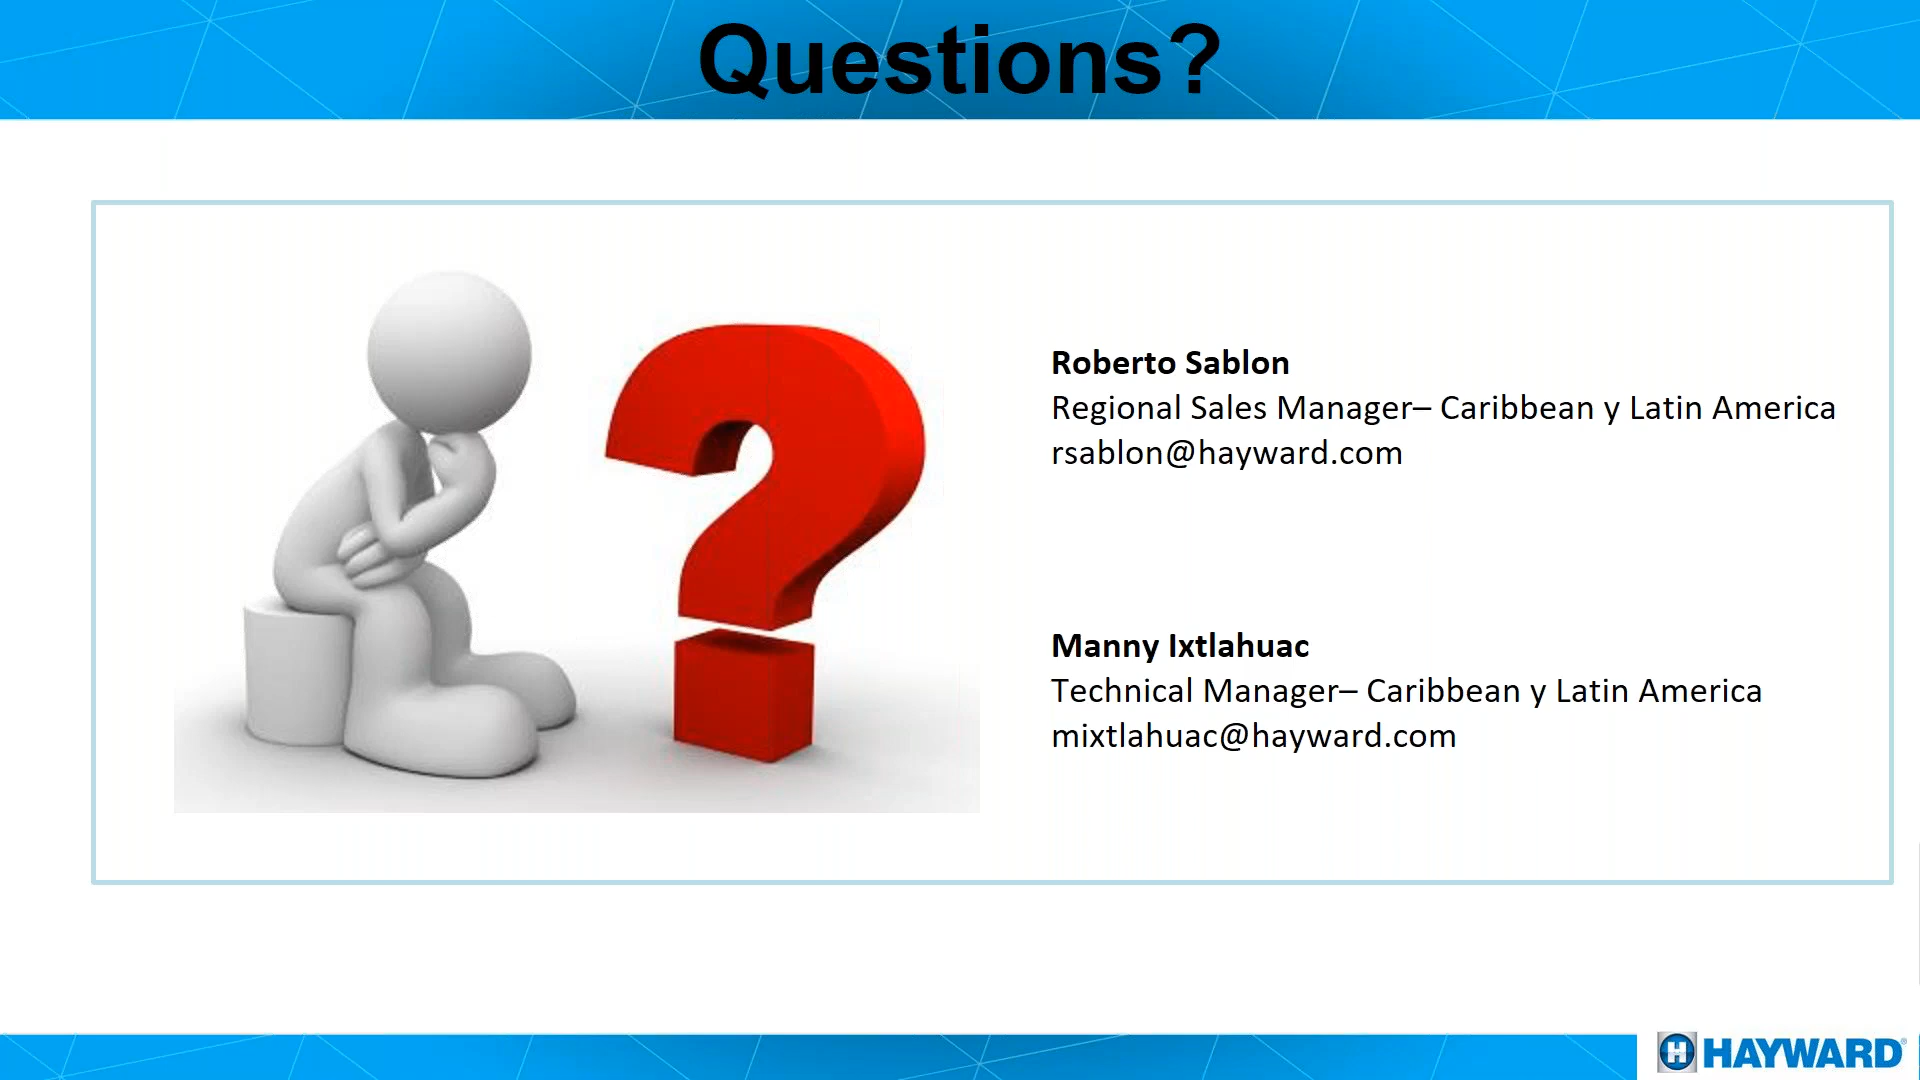 Questions?
Roberto Sablon
Regional Sales Manager– Caribbean y Latin America
rsablon@hayward.com
Manny Ixtlahuac
Technical Manager– Caribbean y Latin America
mixtlahuac@hayward.com
H HAYWARD®